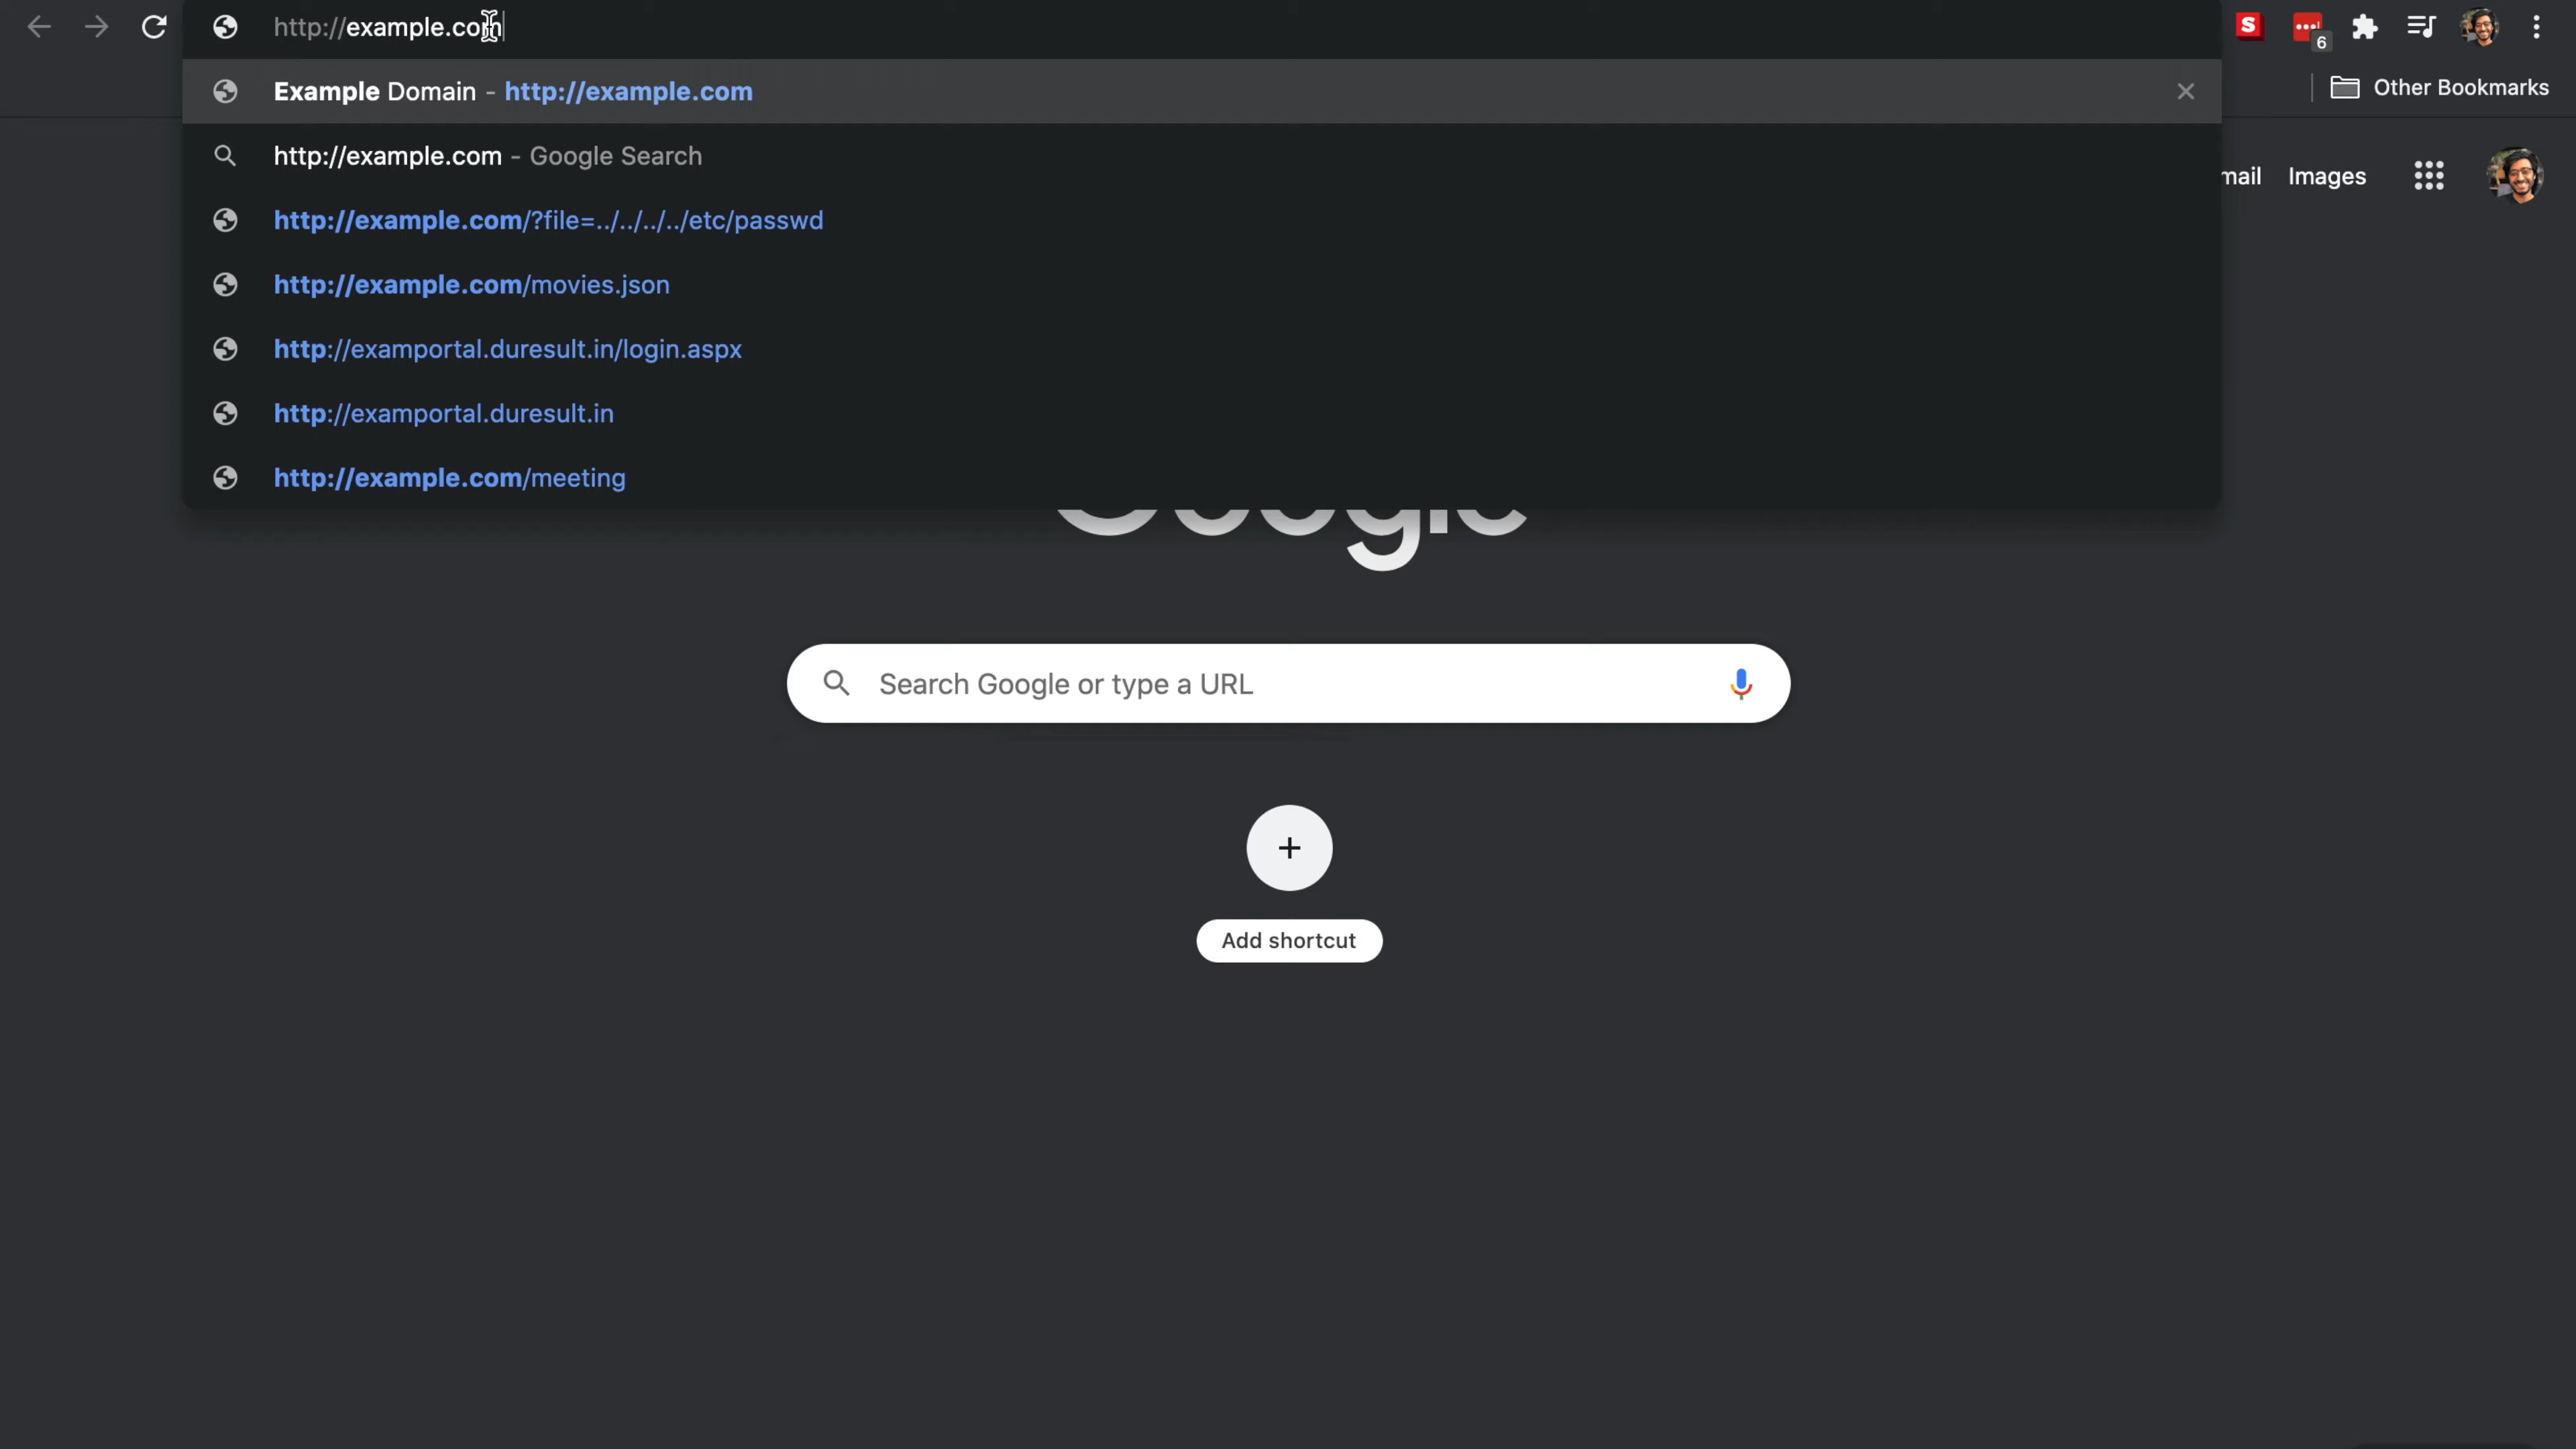 http://example.com
Example Domain - http://example.com
Other Bookmarks
http://example.com - Google Search
mail Images
http://example.com/?file=../../../../etc/passwd
http://example.com/movies.json
http://examportal.duresult.in/login.aspx
http://examportal.duresult.in
http://example.com/meeting
Google
Search Google or type a URL
Add shortcut
S
6